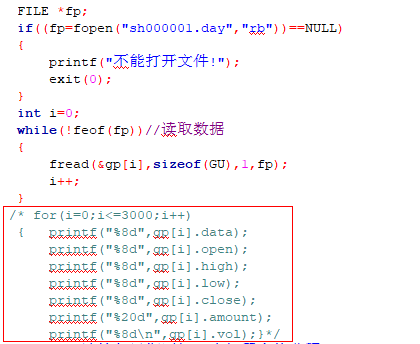 FILE *fp;
if((fp=fopen("sh000001.day","rb"))==NULL)
{
printf("不能打开文件!");
exit(0);
}
int i=0;
while(!feof(fp))//读取数据
{
fread(&gp[i],sizeof(GU),1,fp);
i++;
}
/* for(i=0;i<=3000;i++)
{ printf("%8d",gp[i].data);
printf("%8d",gp[i].open);
printf("%8d",gp[i].high);
printf("%8d",gp[i].low);
printf("%8d",gp[i].close);
printf("%20d",gp[i].amount);
printf("%8d\n",gp[i].vol);}*/